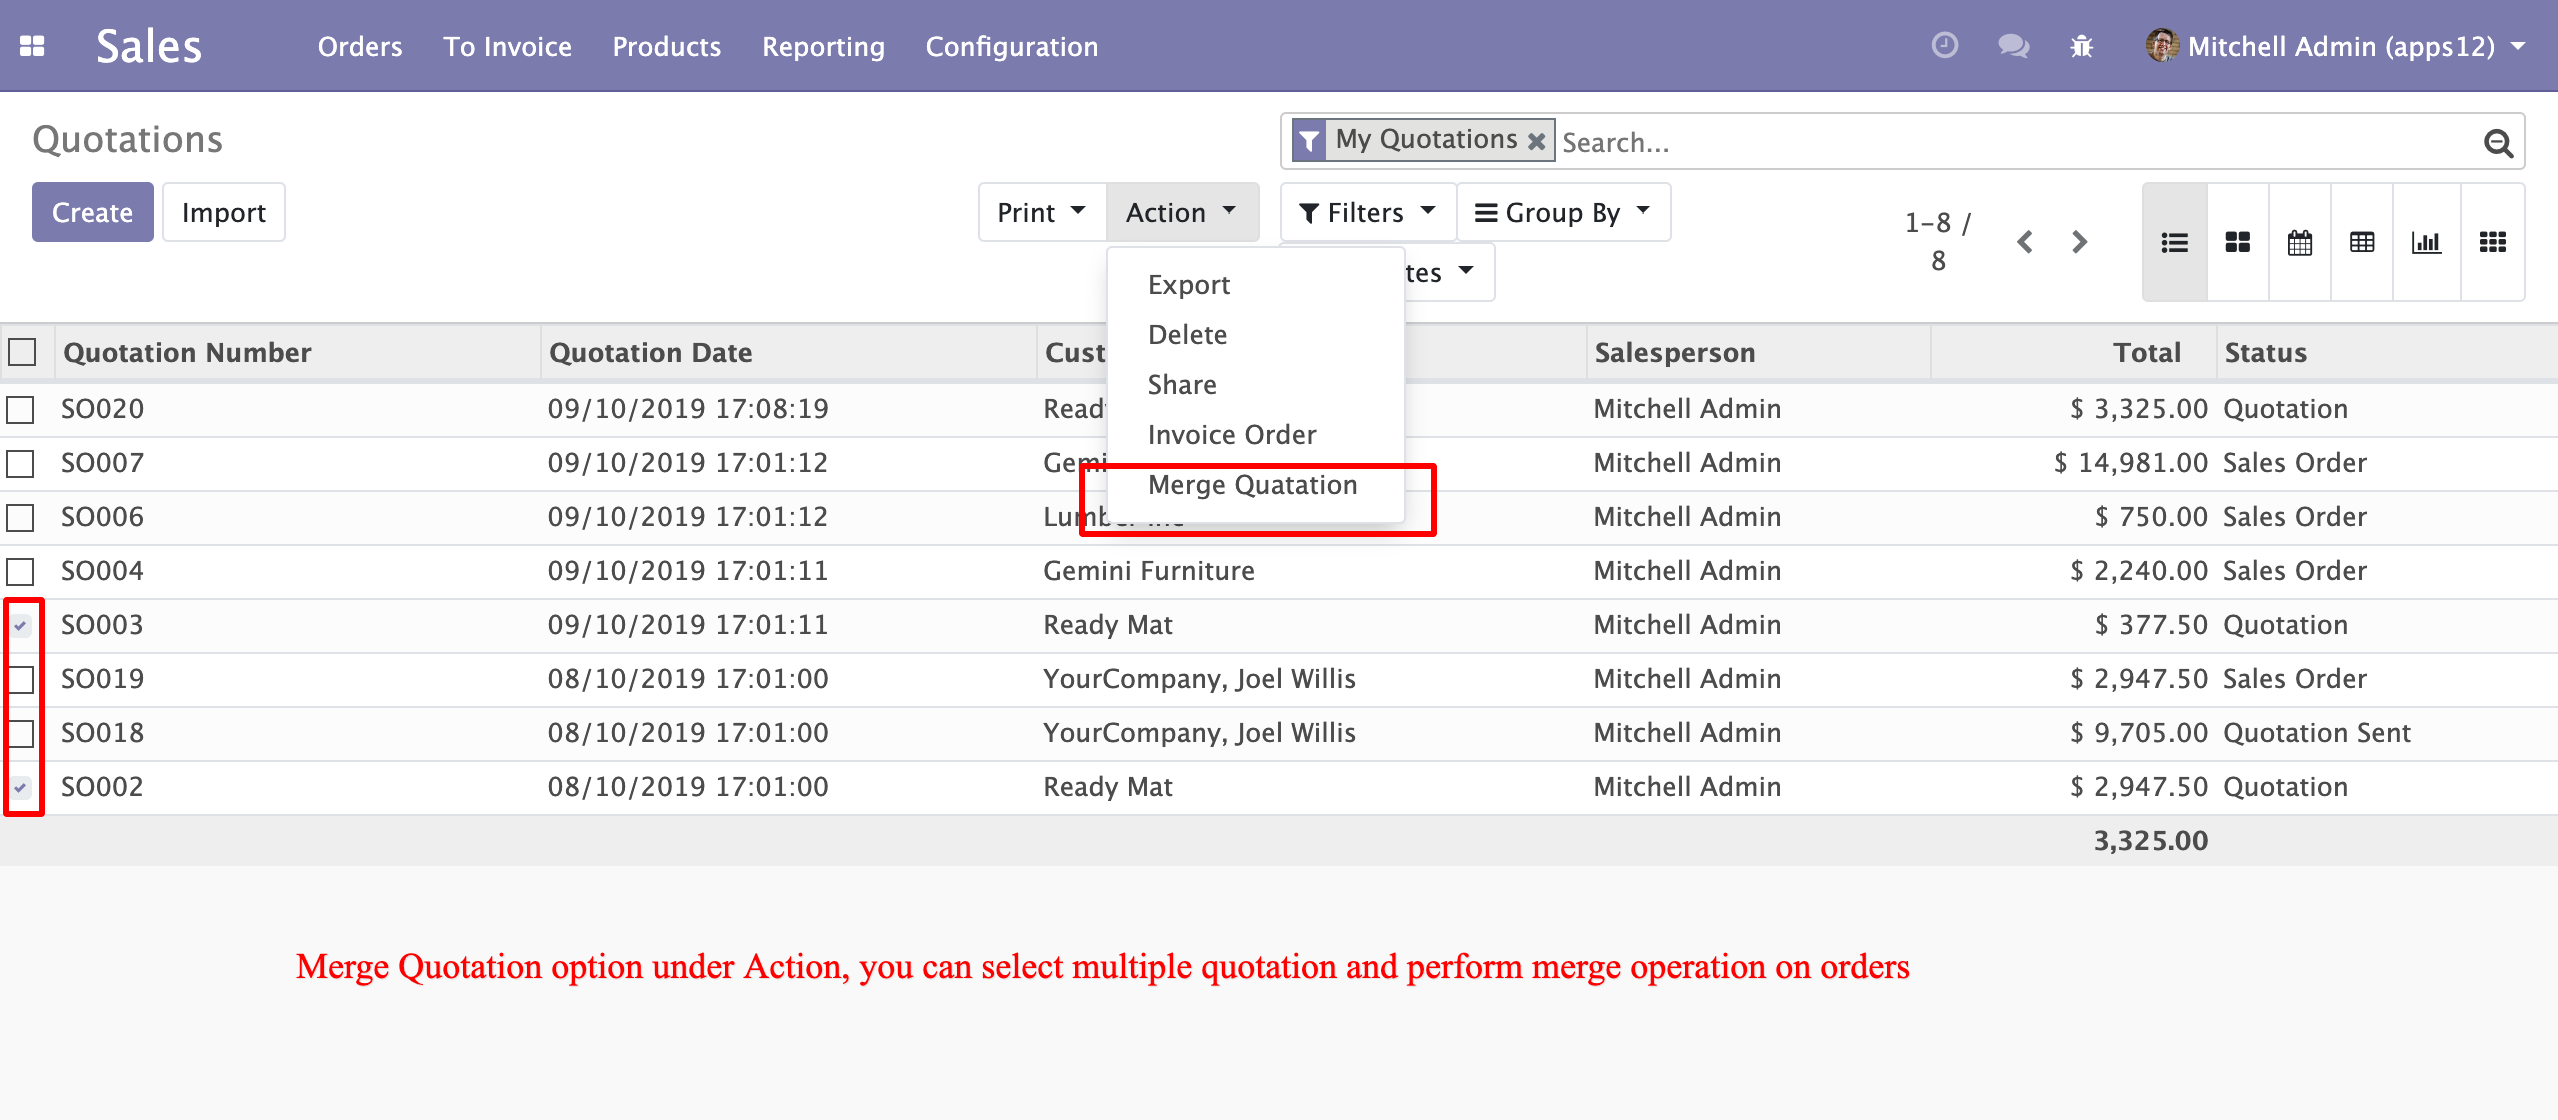 Sales Orders To Invoice Products Reporting Configuration Mitchell Admin (apps12)
Quotations
My Quotations Search...
Create Import Print Action Filters Group By 1-8 / 8
Export
Delete
Share
Invoice Order
Merge Quatation
Quotation Number Quotation Date Salesperson Total Status
SO020 09/10/2019 17:08:19 Mitchell Admin $ 3,325.00 Quotation
SO007 09/10/2019 17:01:12 Mitchell Admin $ 14,981.00 Sales Order
SO006 09/10/2019 17:01:12 Mitchell Admin $ 750.00 Sales Order
SO004 09/10/2019 17:01:11 Gemini Furniture Mitchell Admin $ 2,240.00 Sales Order
SO003 09/10/2019 17:01:11 Ready Mat Mitchell Admin $ 377.50 Quotation
SO019 08/10/2019 17:01:00 YourCompany, Joel Willis Mitchell Admin $ 2,947.50 Sales Order
SO018 08/10/2019 17:01:00 YourCompany, Joel Willis Mitchell Admin $ 9,705.00 Quotation Sent
SO002 08/10/2019 17:01:00 Ready Mat Mitchell Admin $ 2,947.50 Quotation
3,325.00
Merge Quotation option under Action, you can select multiple quotation and perform merge operation on orders